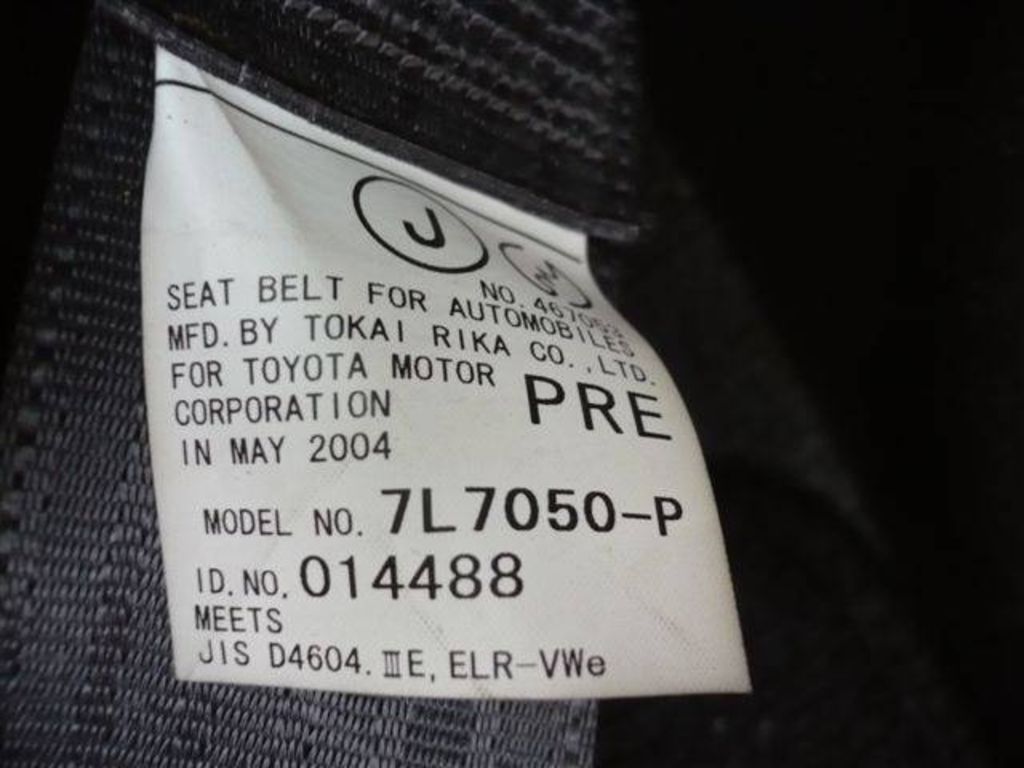 J
NO. 467053
SEAT BELT FOR AUTOMOBILES
MFD. BY TOKAI RIKA CO., LTD.
FOR TOYOTA MOTOR
CORPORATION
PRE
IN MAY 2004
MODEL NO. 7L7050-P
ID. NO. 014488
MEETS
JIS D4604. ⅢE, ELR-VWe